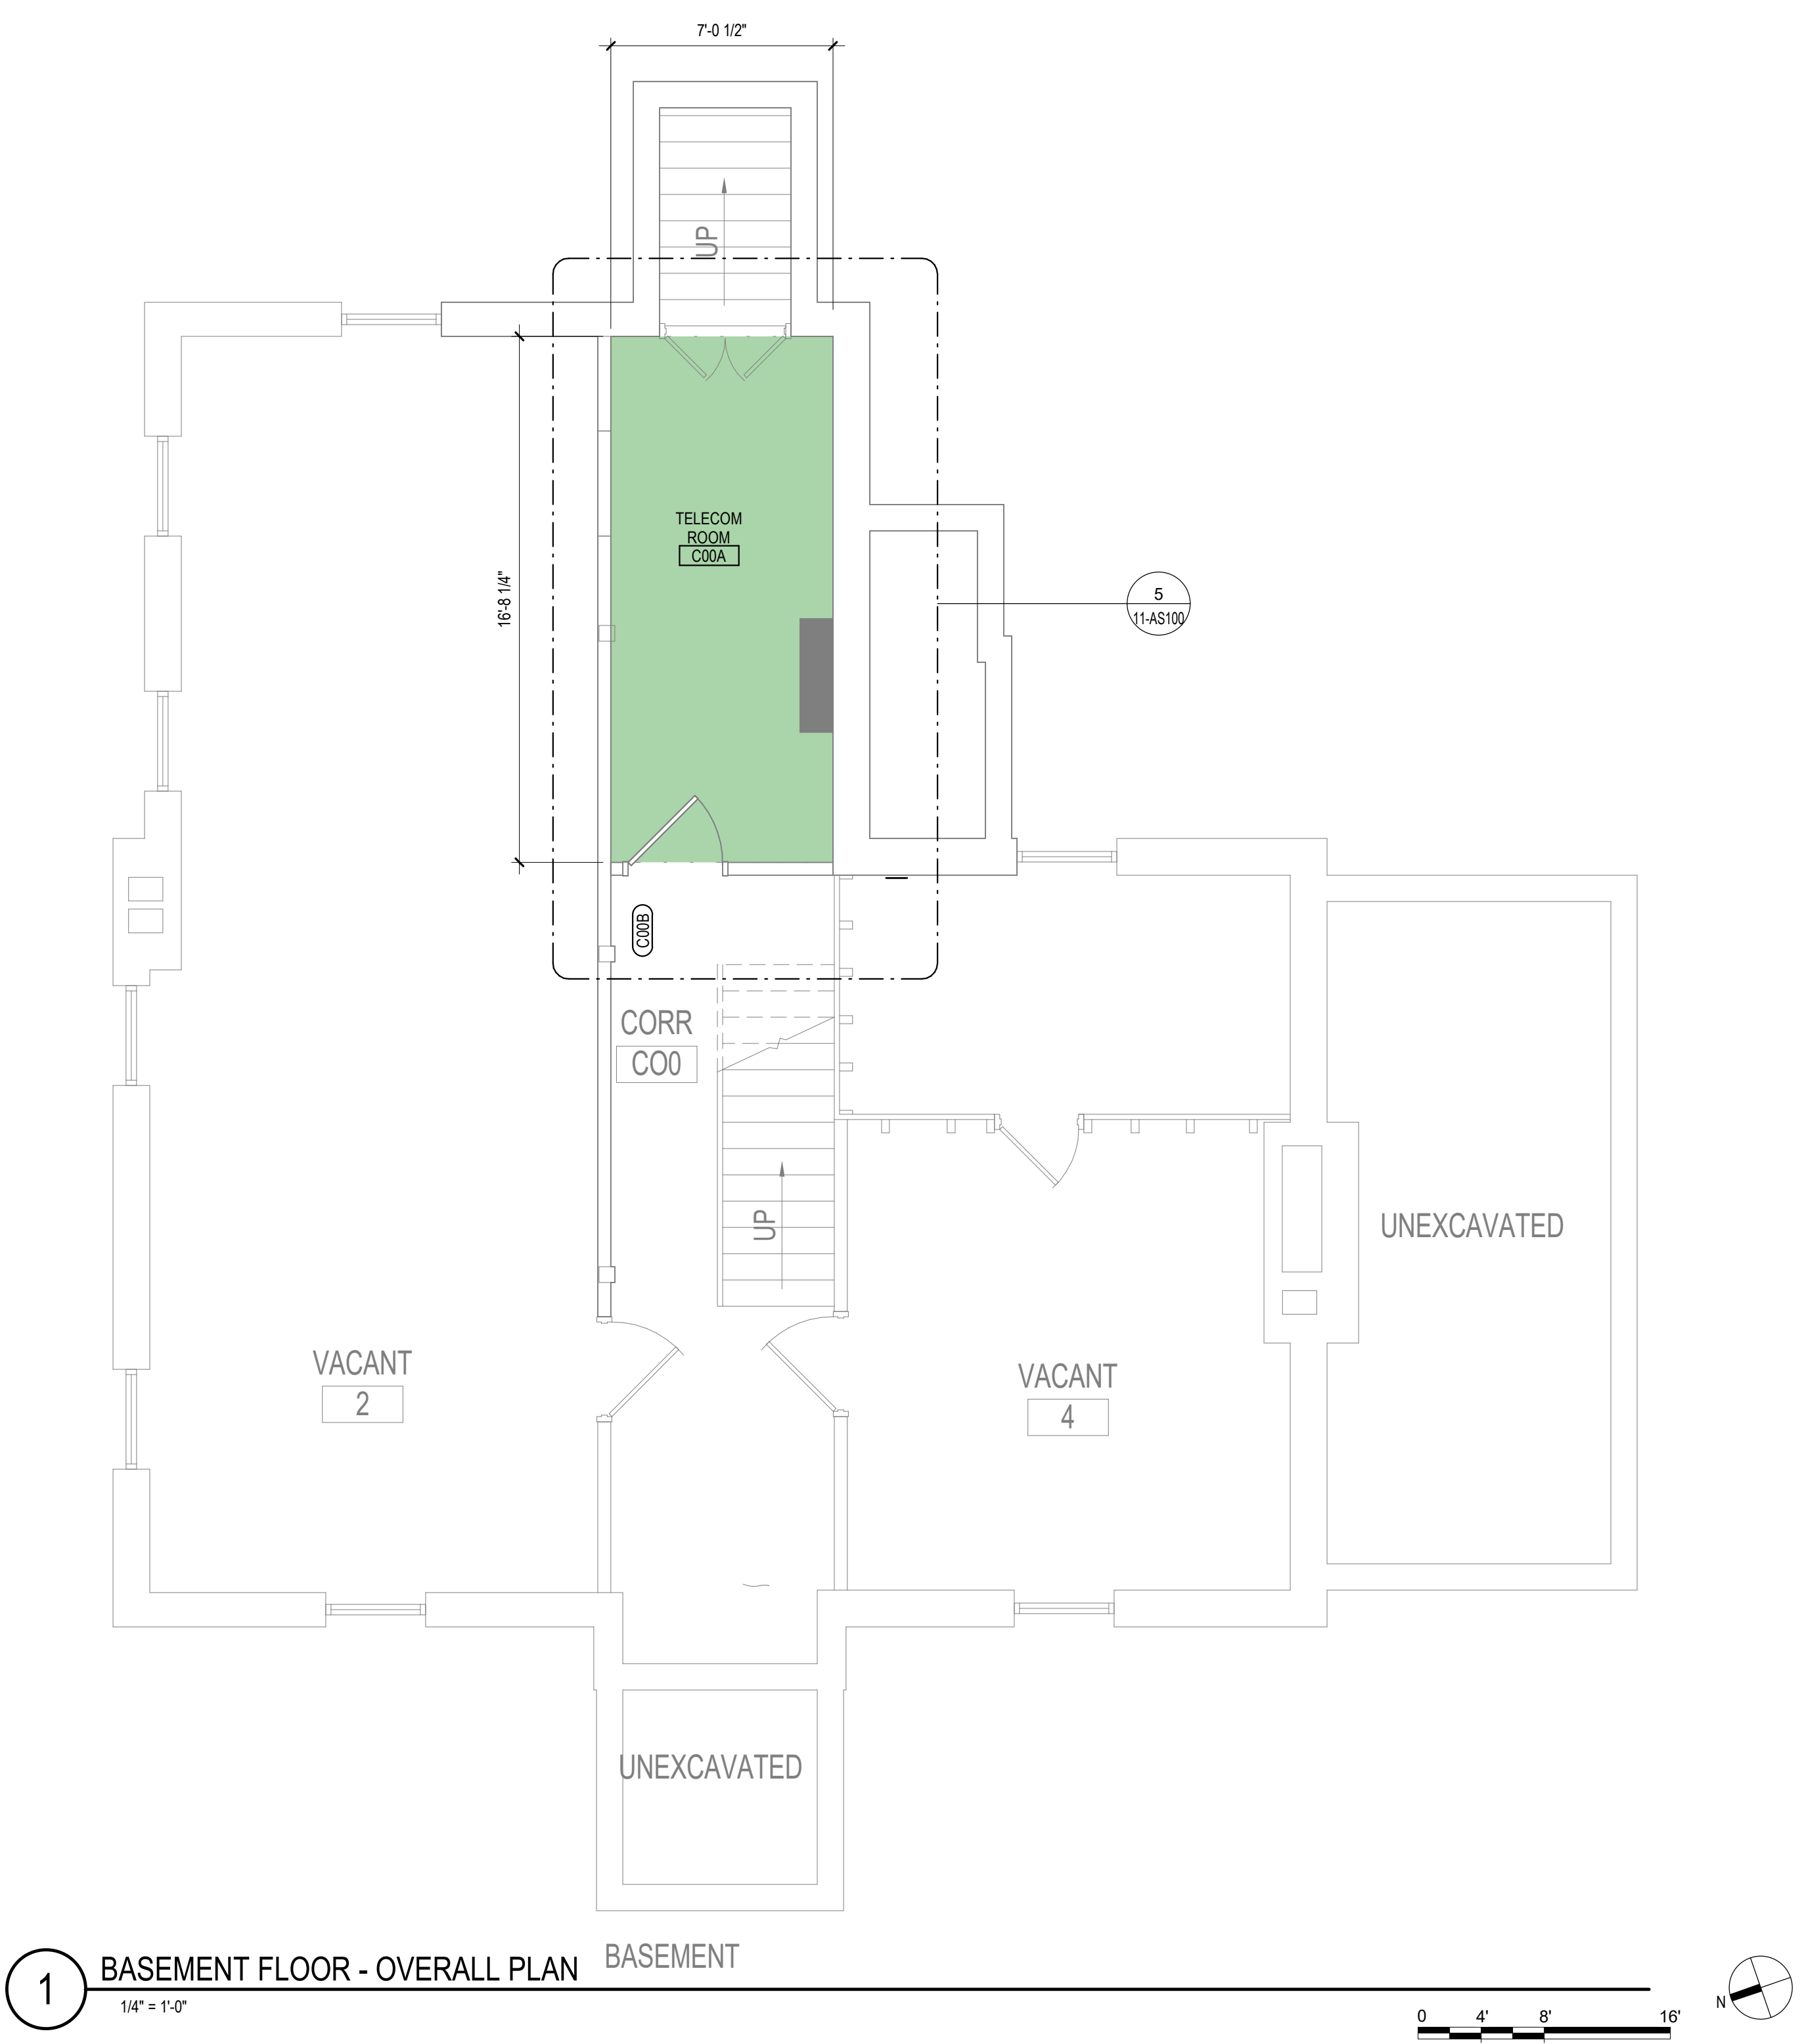 7'-0 1/2"
UP
TELECOM
ROOM
C00A
16'-8 1/4"
5
11-AS100
C00B
CORR
CO0
UP
UNEXCAVATED
VACANT
2
VACANT
4
UNEXCAVATED
BASEMENT
1
BASEMENT FLOOR - OVERALL PLAN
1/4" = 1'-0"
N
0 4' 8' 16'